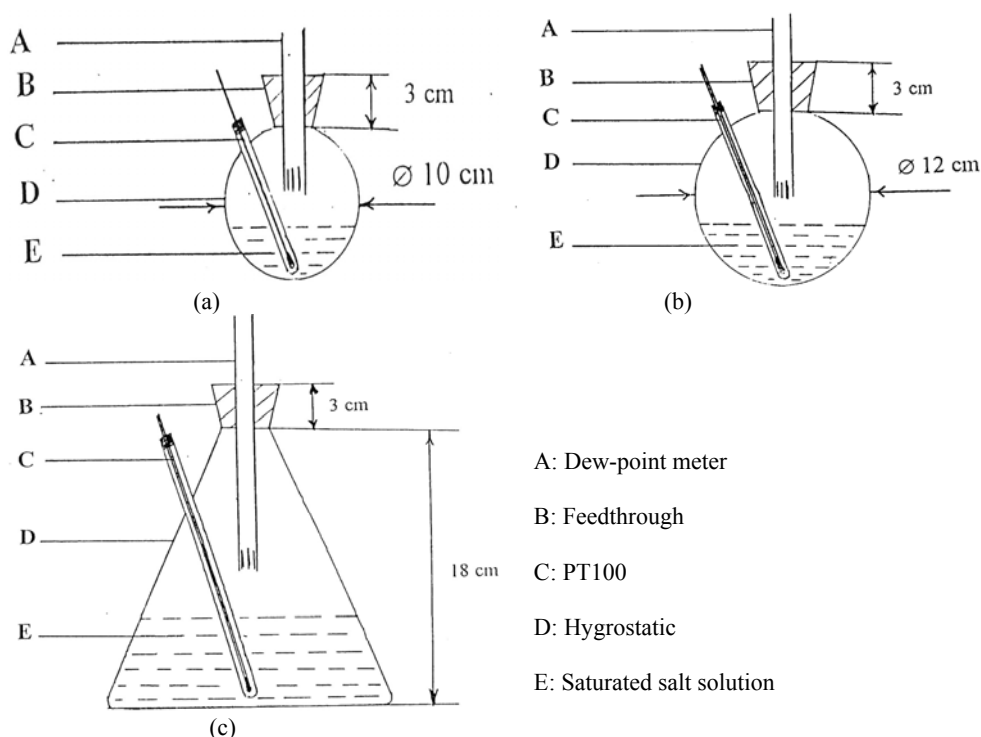 A
B
C
D
E
3 cm
Ø 10 cm
(a)
A
B
C
D
E
3 cm
Ø 12 cm
(b)
A
B
C
D
E
3 cm
18 cm
(c)
A: Dew-point meter
B: Feedthrough
C: PT100
D: Hygrostatic
E: Saturated salt solution